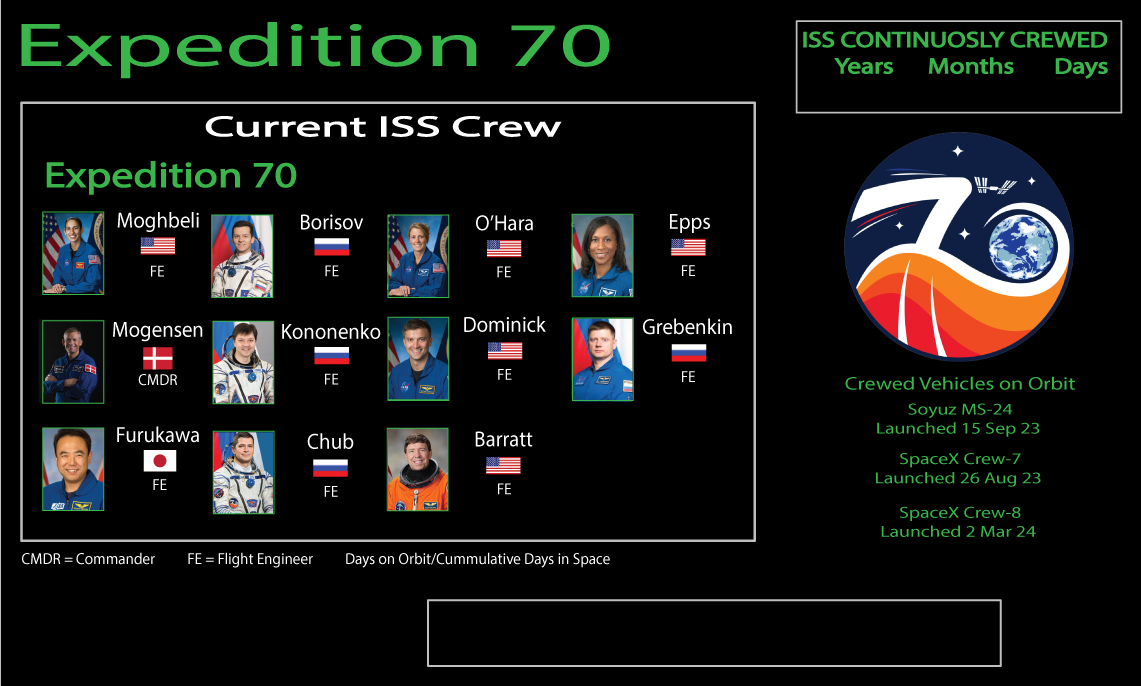 Expedition 70
ISS CONTINUOSLY CREWED
Years Months Days
Current ISS Crew
Expedition 70
Moghbeli
FE
Borisov
FE
O'Hara
FE
Epps
FE
Mogensen
CMDR
Kononenko
FE
Dominick
FE
Grebenkin
FE
Furukawa
FE
Chub
FE
Barratt
FE
CMDR = Commander FE = Flight Engineer Days on Orbit/Cummulative Days in Space
70
Crewed Vehicles on Orbit
Soyuz MS-24
Launched 15 Sep 23
SpaceX Crew-7
Launched 26 Aug 23
SpaceX Crew-8
Launched 2 Mar 24